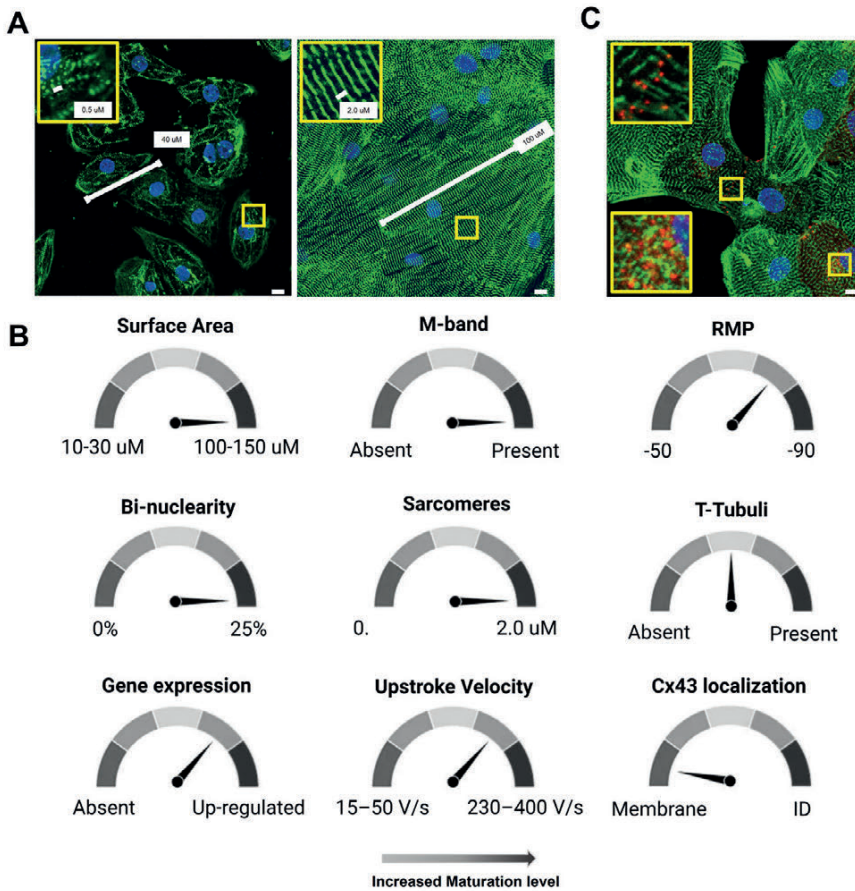 A
C
0.5 uM
40 uM
2.0 uM
100 uM
B
Surface Area
M-band
RMP
10-30 uM
100-150 uM
Absent
Present
-50
-90
Bi-nuclearity
Sarcomeres
T-Tubuli
0%
25%
0.
2.0 uM
Absent
Present
Gene expression
Upstroke Velocity
Cx43 localization
Absent
Up-regulated
15–50 V/s
230–400 V/s
Membrane
ID
Increased Maturation level